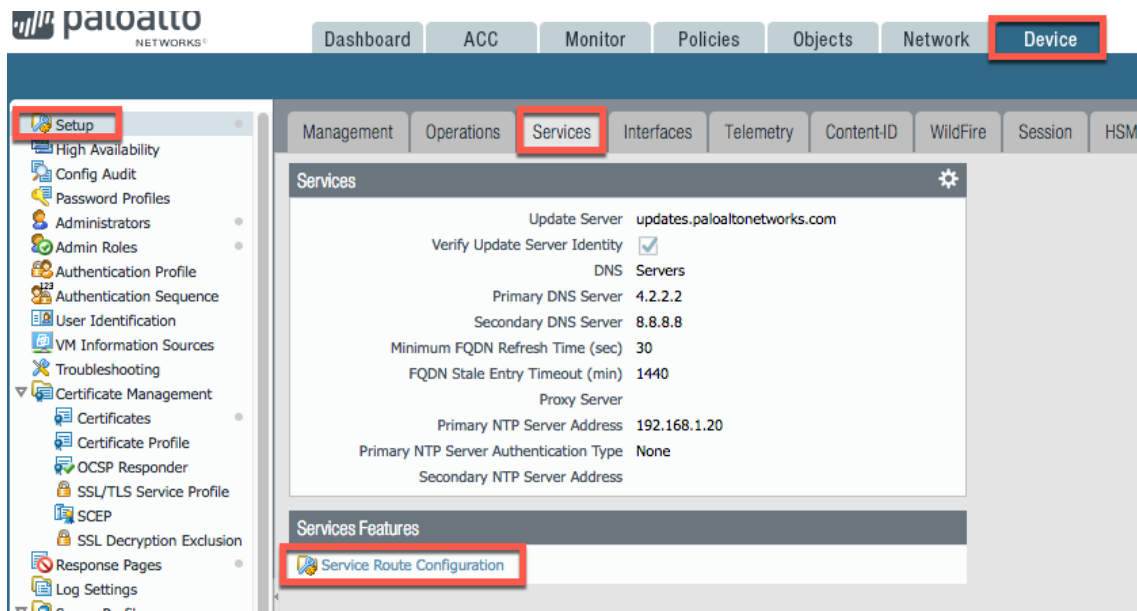 paloalto
NETWORKS®
Dashboard ACC Monitor Policies Objects Network Device
Setup
High Availability
Config Audit
Password Profiles
Administrators
Admin Roles
Authentication Profile
Authentication Sequence
User Identification
VM Information Sources
Troubleshooting
Certificate Management
Certificates
Certificate Profile
OCSP Responder
SSL/TLS Service Profile
SCEP
SSL Decryption Exclusion
Response Pages
Log Settings
Management Operations Services Interfaces Telemetry Content-ID WildFire Session HSM
Services
Update Server updates.paloaltonetworks.com
Verify Update Server Identity
DNS Servers
Primary DNS Server 4.2.2.2
Secondary DNS Server 8.8.8.8
Minimum FQDN Refresh Time (sec) 30
FQDN Stale Entry Timeout (min) 1440
Proxy Server
Primary NTP Server Address 192.168.1.20
Primary NTP Server Authentication Type None
Secondary NTP Server Address
Services Features
Service Route Configuration